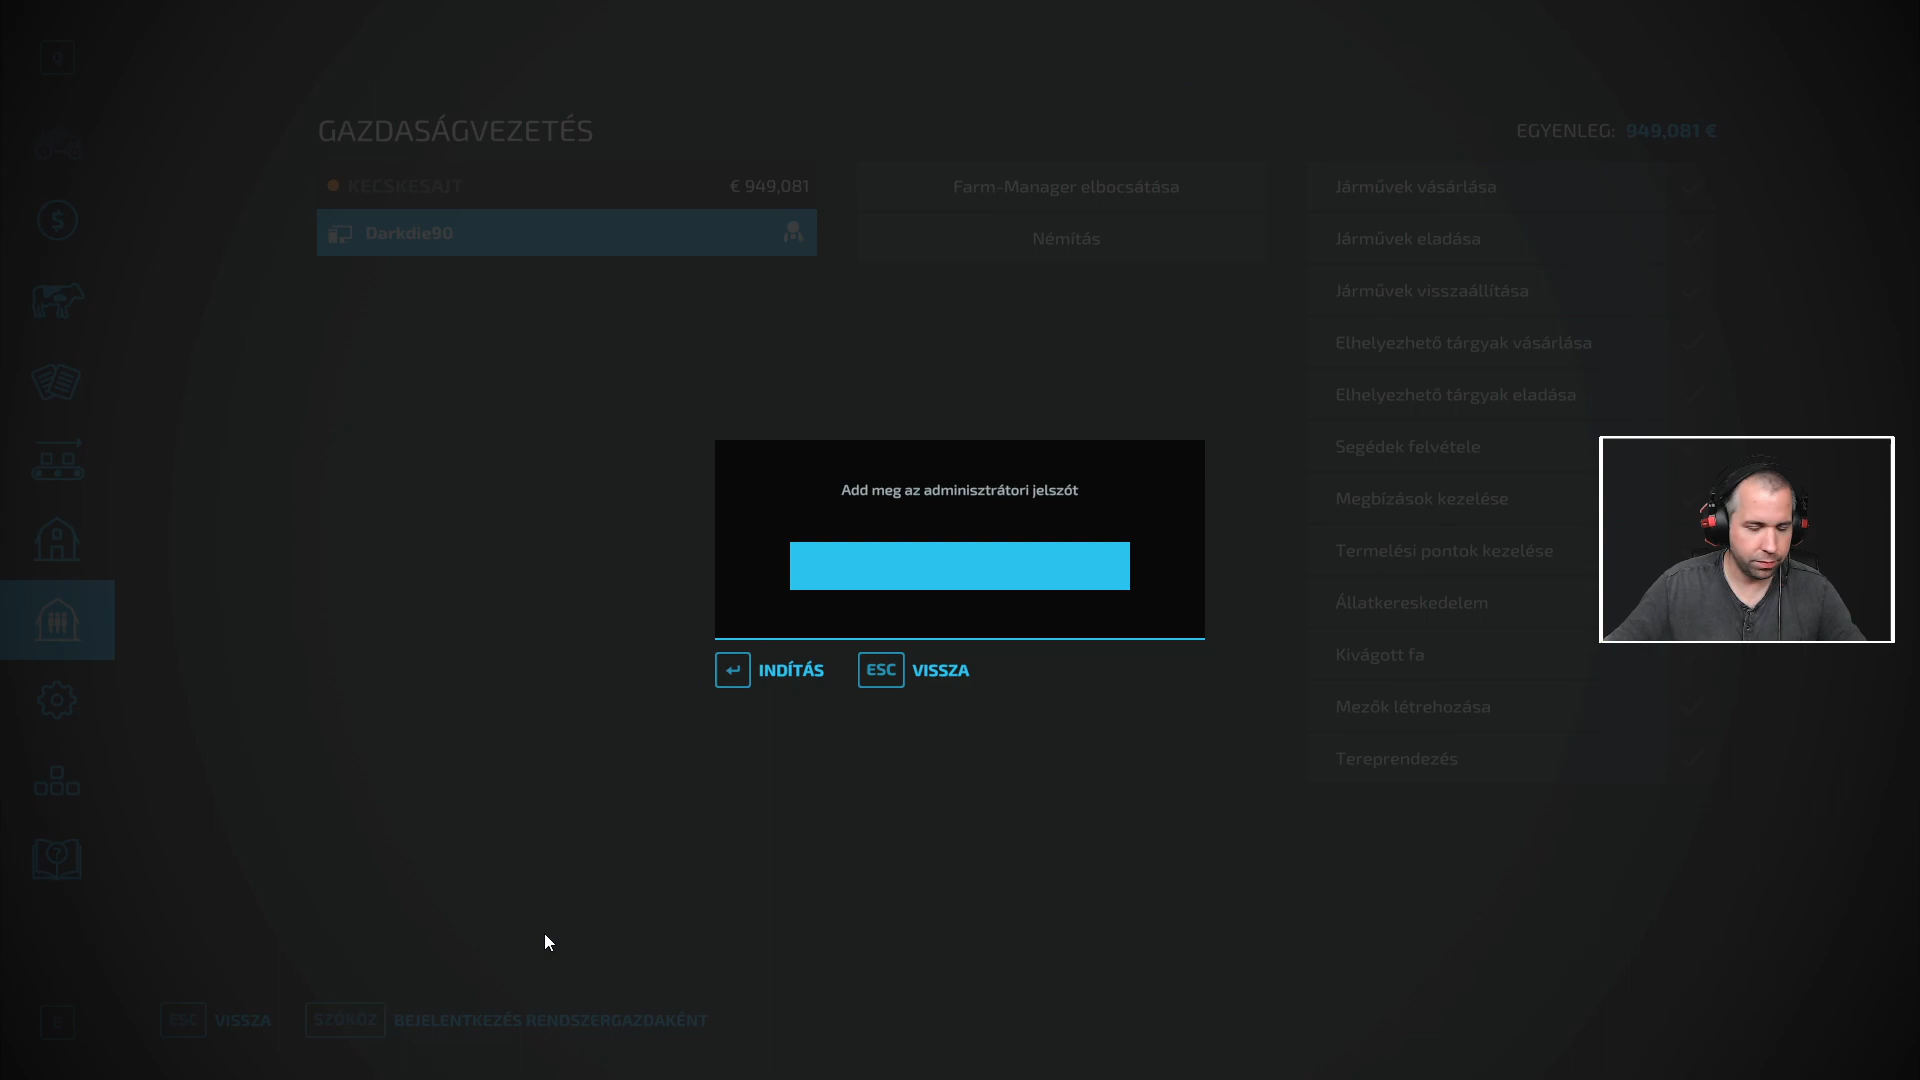 Q
GAZDASÁGVEZETÉS
EGYENLEG: 949,081 €
KECSKESAJT € 949,081
Darkdie90
Farm-Manager elbocsátása
Némítás
Járművek vásárlása
Járművek eladása
Járművek visszaállítása
Elhelyezhető tárgyak vásárlása
Elhelyezhető tárgyak eladása
Segédek felvétele
Megbízások kezelése
Termelési pontok kezelése
Állatkereskedelem
Kivágott fa
Mezők létrehozása
Tereprendezés
Add meg az adminisztrátori jelszót
INDÍTÁS ESC VISSZA
E ESC VISSZA SZÓKÖZ BEJELENTKEZÉS RENDSZERGAZDAKÉNT